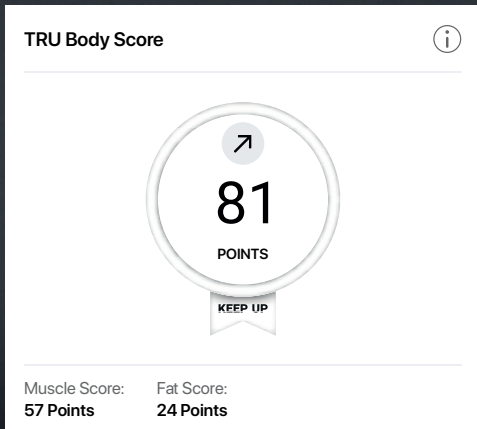 TRU Body Score
81
POINTS
KEEP UP
Muscle Score: Fat Score:
57 Points 24 Points